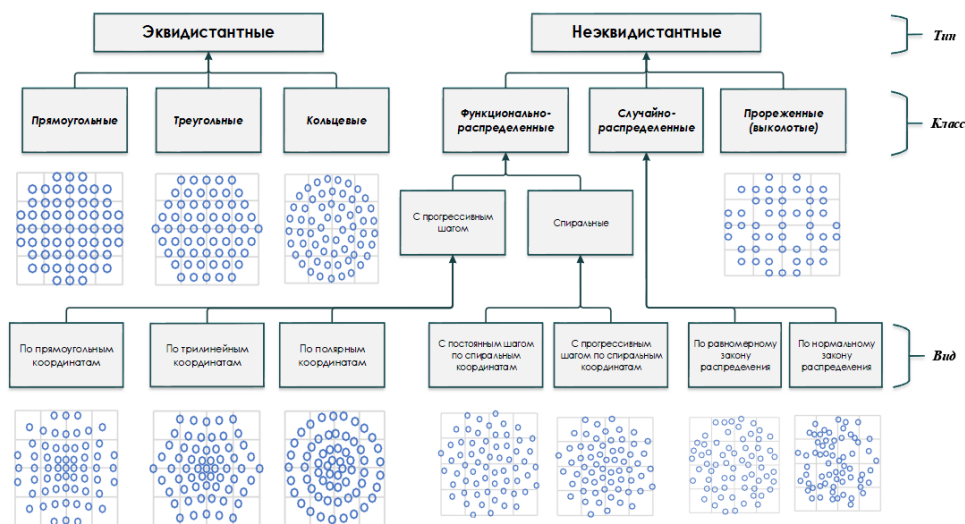 Эквидистантные
Неэквидистантные
Тип
Прямоугольные
Треугольные
Кольцевые
Функционально-
распределенные
Случайно-
распределенные
Прореженные
(выколотые)
Класс
С прогрессивным
шагом
Спиральные
По прямоугольным
координатам
По трилинейным
координатам
По полярным
координатам
С постоянным шагом
по спиральным
координатам
С прогрессивным
шагом по спиральным
координатам
По равномерному
закону
распределения
По нормальному
закону
распределения
Вид